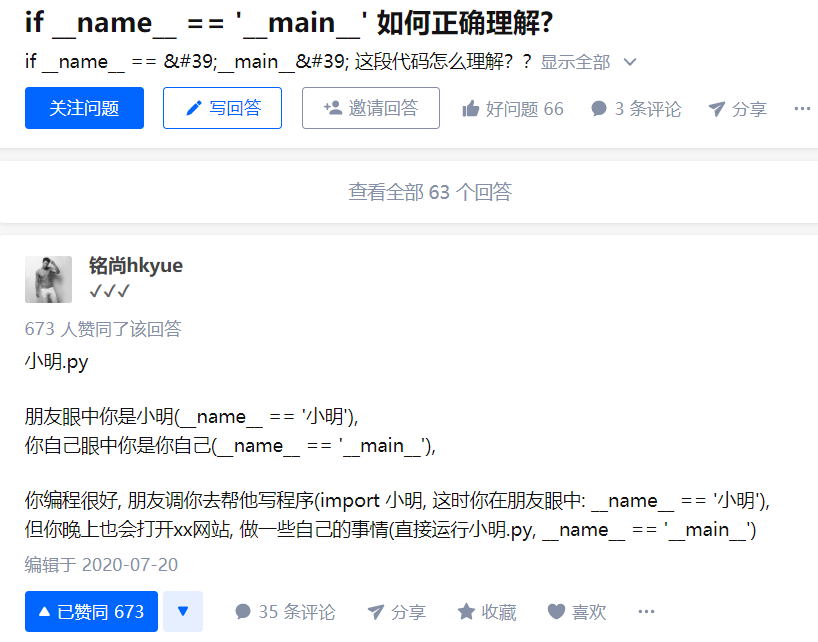 if __name__ == '__main__' 如何正确理解?
if __name__ == &#39;__main__&#39; 这段代码怎么理解？? 显示全部
关注问题 写回答 邀请回答 好问题 66 3 条评论 分享 ...
查看全部 63 个回答
铭尚hkyue
✓✓✓
673 人赞同了该回答
小明.py
朋友眼中你是小明(__name__ == '小明'),
你自己眼中你是你自己(__name__ == '__main__'),
你编程很好, 朋友调你去帮他写程序(import 小明, 这时你在朋友眼中: __name__ == '小明'),
但你晚上也会打开xx网站, 做一些自己的事情(直接运行小明.py, __name__ == '__main__')
编辑于 2020-07-20
已赞同 673 35 条评论 分享 收藏 喜欢 ...